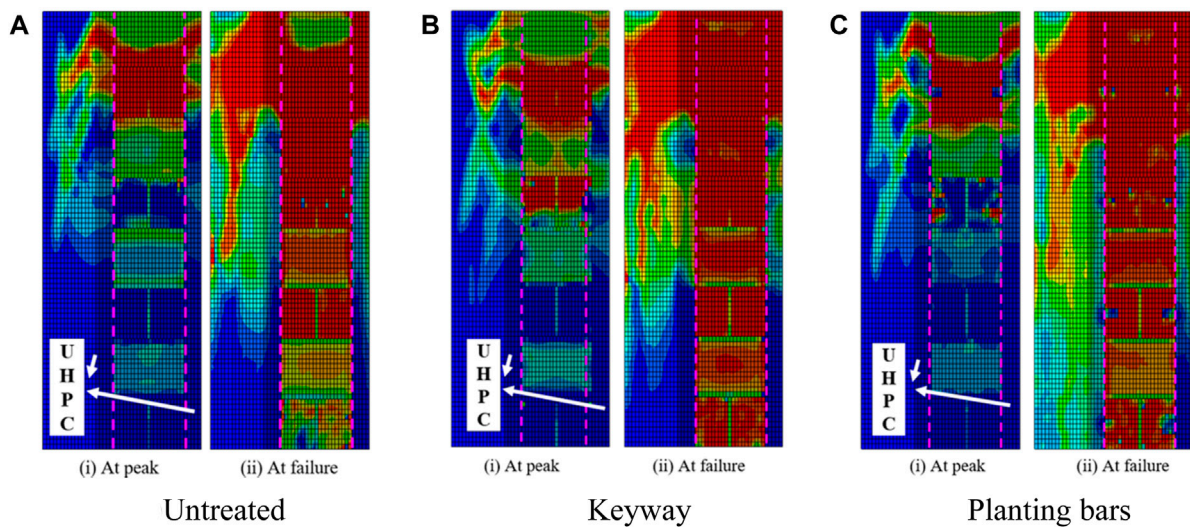 A
B
C
U
H
P
C
U
H
P
C
U
H
P
C
(i) At peak
(ii) At failure
(i) At peak
(ii) At failure
(i) At peak
(ii) At failure
Untreated
Keyway
Planting bars